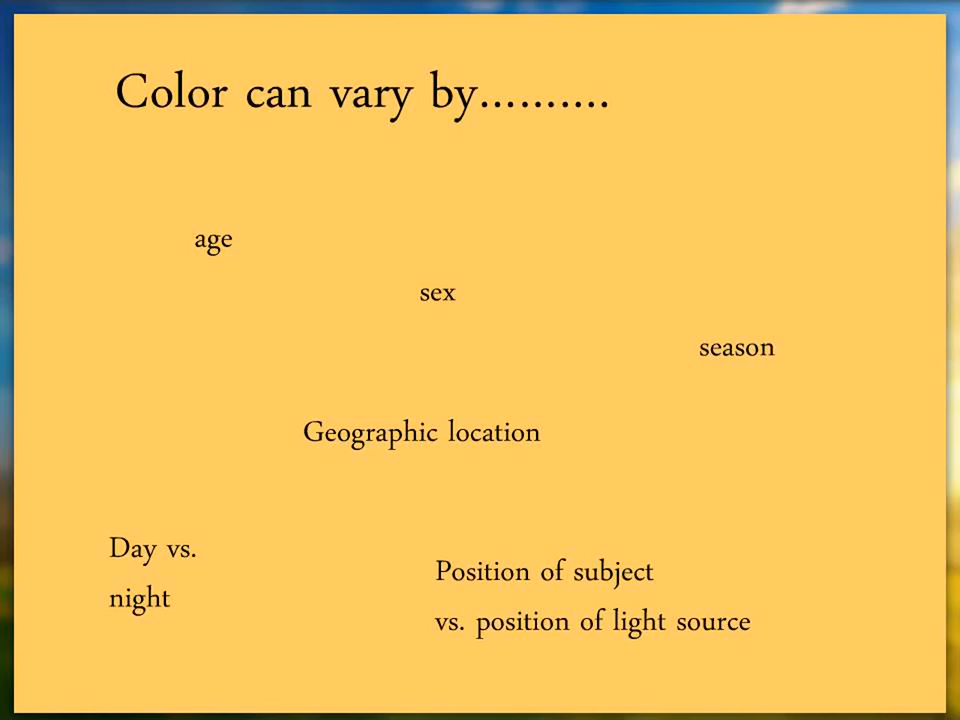 Color can vary by..........
age
sex
season
Geographic location
Day vs.
night
Position of subject
vs. position of light source